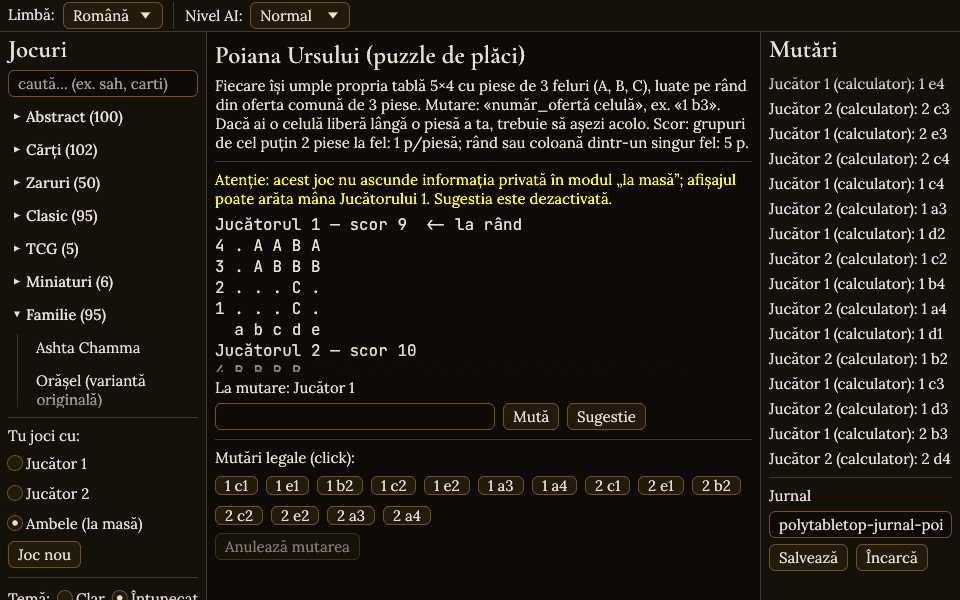 Limbă: Română ▼ Nivel AI: Normal ▼
Jocuri
caută... (ex. sah, carti)
▸ Abstract (100)
▸ Cărți (102)
▸ Zaruri (50)
▸ Clasic (95)
▸ TCG (5)
▸ Miniaturi (6)
▾ Familie (95)
Ashta Chamma
Orășel (variantă
originală)
Tu joci cu:
Jucător 1
Jucător 2
Ambele (la masă)
Joc nou
Temă: Clar Întunecat
Poiana Ursului (puzzle de plăci)
Fiecare își umple propria tablă 5×4 cu piese de 3 feluri (A, B, C), luate pe rând
din oferta comună de 3 piese. Mutare: «număr_ofertă celulă», ex. «1 b3».
Dacă ai o celulă liberă lângă o piesă a ta, trebuie să așezi acolo. Scor: grupuri
de cel puțin 2 piese la fel: 1 p/piesă; rând sau coloană dintr-un singur fel: 5 p.
Atenție: acest joc nu ascunde informația privată în modul „la masă”; afișajul
poate arăta mâna Jucătorului 1. Sugestia este dezactivată.
Jucătorul 1 — scor 9 ← la rând
4 . A A B A
3 . A B B B
2 . . . C .
1 . . . C .
a b c d e
Jucătorul 2 — scor 10
La mutare: Jucător 1
Mută Sugestie
Mutări legale (click):
1 c1 1 e1 1 b2 1 c2 1 e2 1 a3 1 a4 2 c1 2 e1 2 b2
2 c2 2 e2 2 a3 2 a4
Anulează mutarea
Mutări
Jucător 1 (calculator): 1 e4
Jucător 2 (calculator): 2 c3
Jucător 1 (calculator): 2 e3
Jucător 2 (calculator): 2 c4
Jucător 1 (calculator): 1 c4
Jucător 2 (calculator): 1 a3
Jucător 1 (calculator): 1 d2
Jucător 2 (calculator): 1 c2
Jucător 1 (calculator): 1 b4
Jucător 2 (calculator): 1 a4
Jucător 1 (calculator): 1 d1
Jucător 2 (calculator): 1 b2
Jucător 1 (calculator): 1 c3
Jucător 2 (calculator): 1 d3
Jucător 1 (calculator): 2 b3
Jucător 2 (calculator): 2 d4
Jurnal
polytabletop-jurnal-poi
Salvează Încarcă